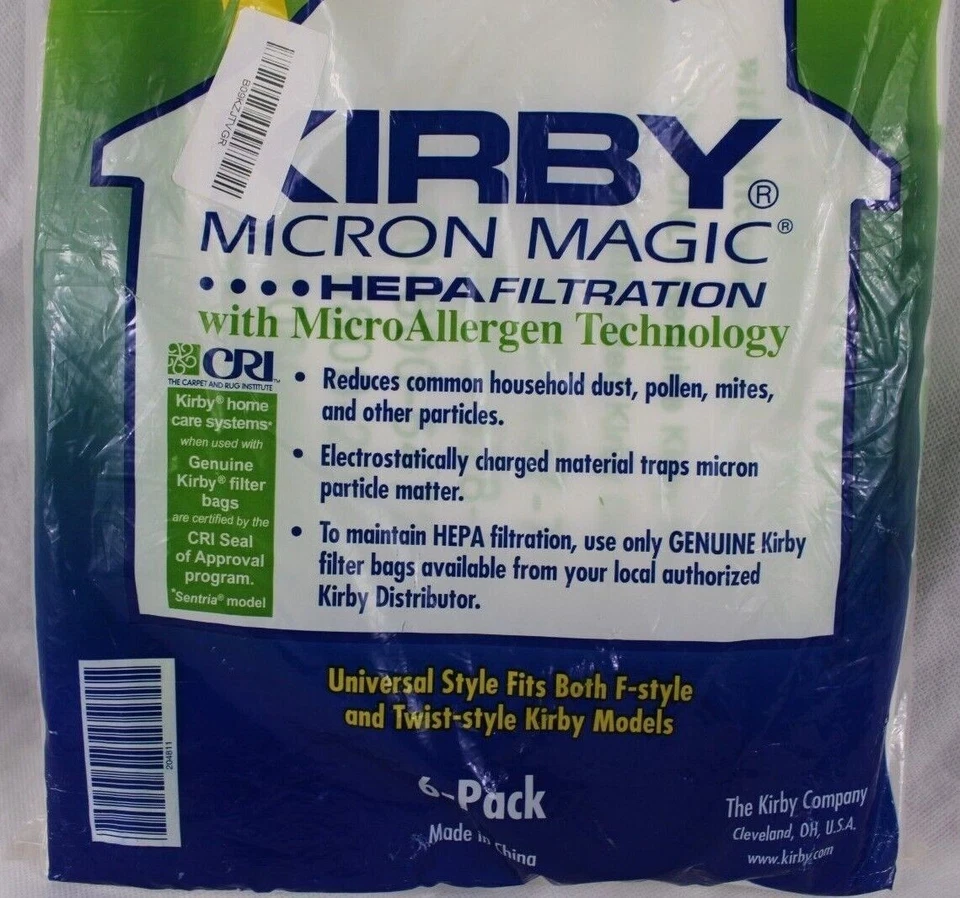 B09KZJTVGR
KIRBY®
MICRON MAGIC®
HEPA FILTRATION
with MicroAllergen Technology
CRI™
THE CARPET AND RUG INSTITUTE
Kirby® home
care systems*
when used with
Genuine
Kirby® filter
bags
are certified by the
CRI Seal
of Approval
program.
*Sentria® model
• Reduces common household dust, pollen, mites,
and other particles.
• Electrostatically charged material traps micron
particle matter.
• To maintain HEPA filtration, use only GENUINE Kirby
filter bags available from your local authorized
Kirby Distributor.
Universal Style Fits Both F-style
and Twist-style Kirby Models
204811
6-Pack
Made in China
The Kirby Company
Cleveland, OH, U.S.A.
www.kirby.com